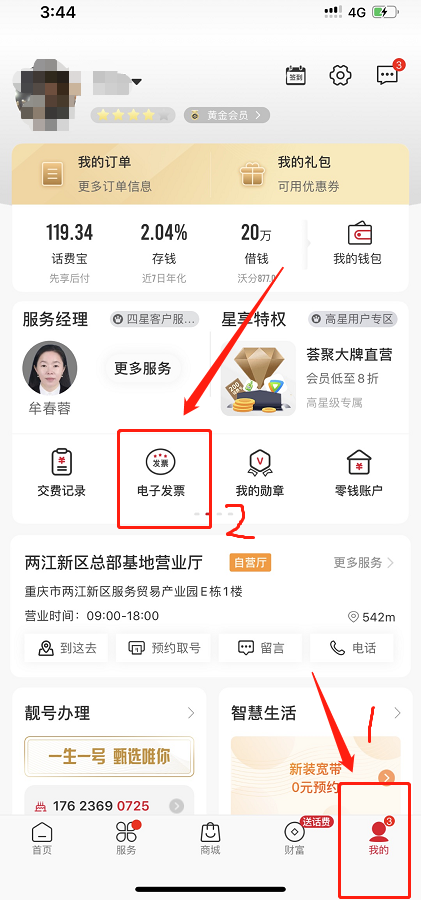 3:44
4G
签到
3
黄金会员
我的订单
更多订单信息
我的礼包
可用优惠券
119.34
话费宝
先享后付
2.04%
存钱
近7日年化
20万
借钱
沃分877.0
我的钱包
服务经理
四星客户服...
更多服务
牟春蓉
星享特权
高星用户专区
荟聚大牌直营
会员低至8折
高星级专属
200
交费记录
发票
电子发票
V
我的勋章
零钱账户
2
两江新区总部基地营业厅
自营厅
更多服务
重庆市两江新区服务贸易产业园E栋1楼
营业时间：09:00-18:00
542m
到这去
预约取号
留言
电话
靓号办理
一生一号 甄选唯你
176 2369 0725
智慧生活
新装宽带
0元预约
1
首页
服务
商城
送话费
财富
3
我的